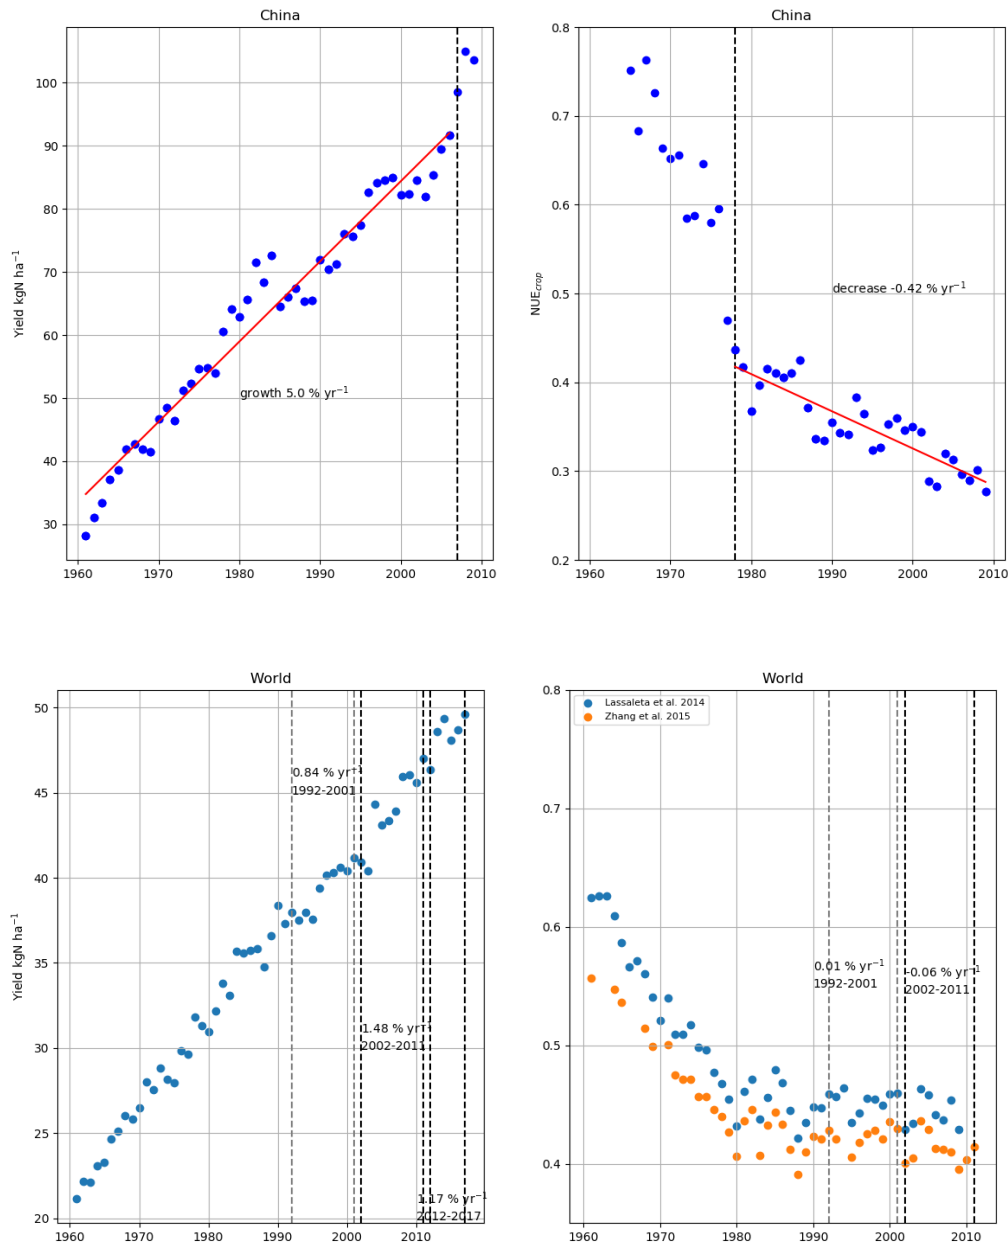 China
Yield kgN ha⁻¹
100
90
80
70
60
50
40
30
growth 5.0 % yr⁻¹
1960 1970 1980 1990 2000 2010
China
NUE_crop
0.8
0.7
0.6
0.5
0.4
0.3
0.2
decrease -0.42 % yr⁻¹
1960 1970 1980 1990 2000 2010
World
Yield kgN ha⁻¹
50
45
40
35
30
25
20
0.84 % yr⁻¹
1992-2001
1.48 % yr⁻¹
2002-2011
1.17 % yr⁻¹
2012-2017
1960 1970 1980 1990 2000 2010
World
Lassaleta et al. 2014
Zhang et al. 2015
0.8
0.7
0.6
0.5
0.4
0.01 % yr⁻¹
1992-2001
-0.06 % yr⁻¹
2002-2011
1960 1970 1980 1990 2000 2010